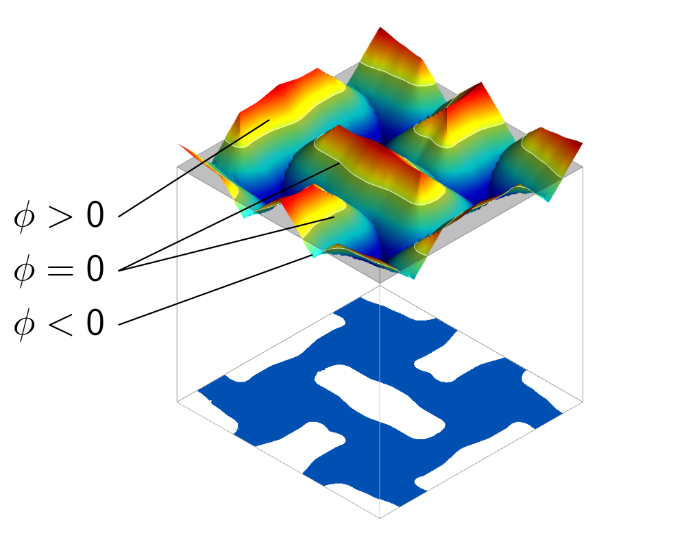 ϕ > 0
ϕ = 0
ϕ < 0